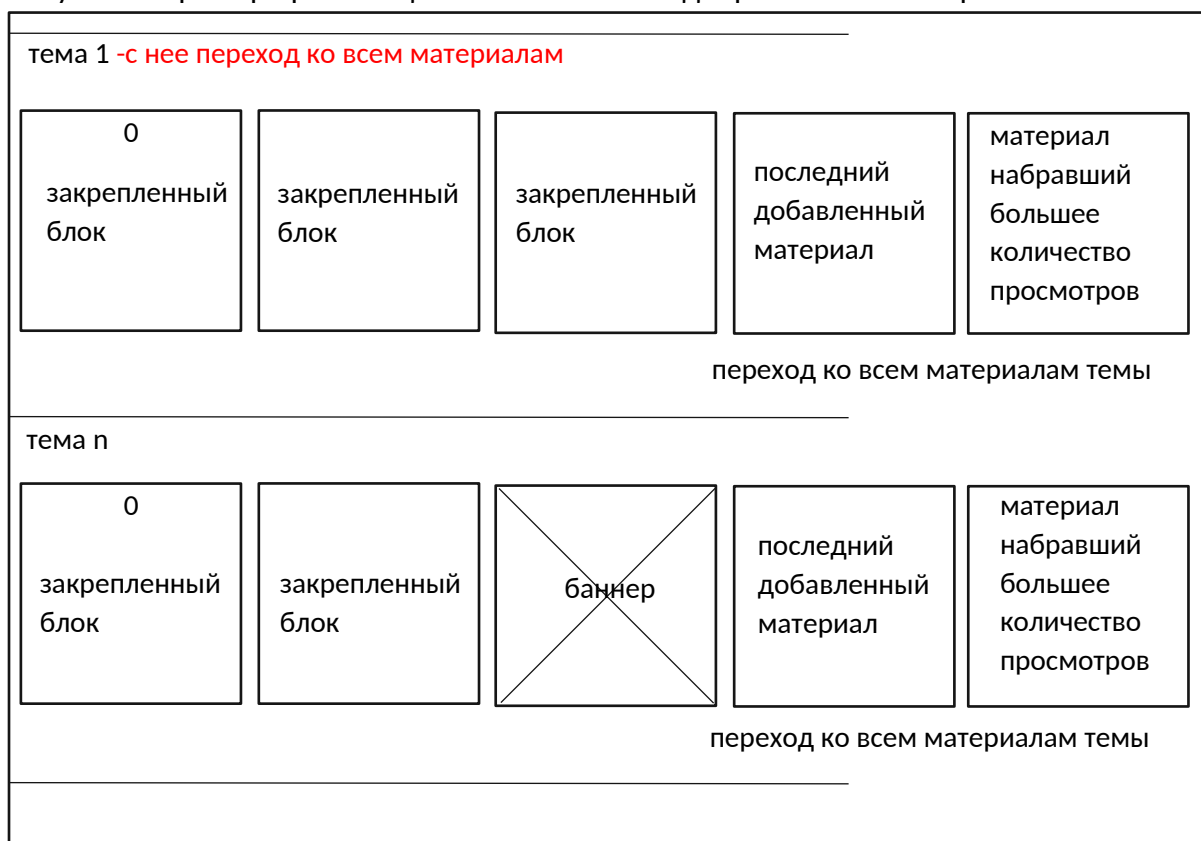 тема 1 -с нее переход ко всем материалам
0
закрепленный
блок
закрепленный
блок
закрепленный
блок
последний
добавленный
материал
материал
набравший
большее
количество
просмотров
переход ко всем материалам темы
тема n
0
закрепленный
блок
закрепленный
блок
баннер
последний
добавленный
материал
материал
набравший
большее
количество
просмотров
переход ко всем материалам темы